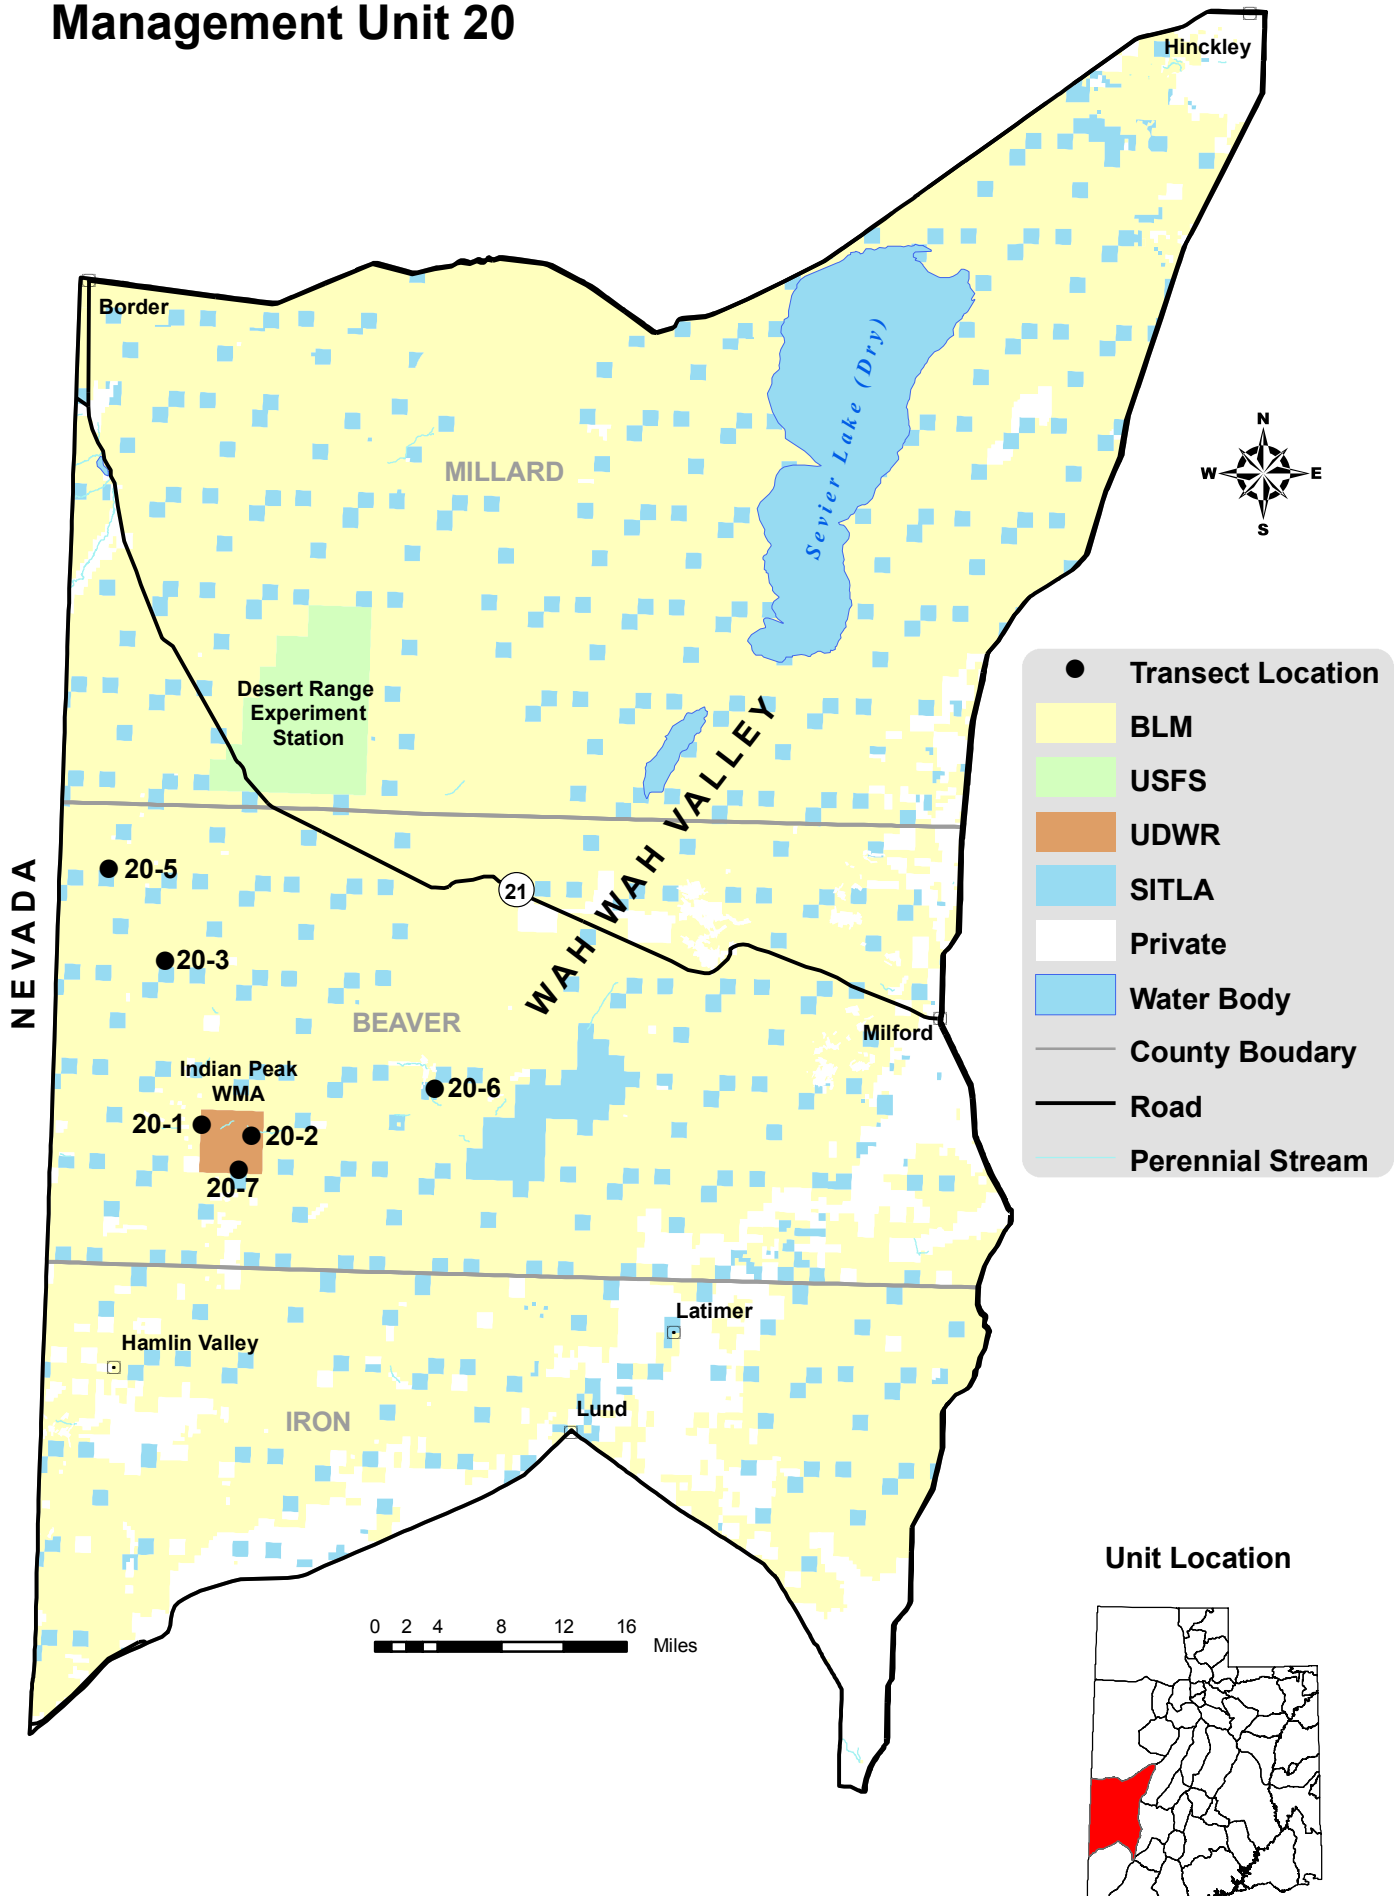 Management Unit 20
Hinckley
Border
Sevier Lake (Dry)
MILLARD
N
W E
S
Desert Range
Experiment
Station
Transect Location
BLM
USFS
UDWR
SITLA
Private
Water Body
County Boudary
Road
Perennial Stream
WAH WAH VALLEY
NEVADA
20-5
21
20-3
BEAVER
Milford
Indian Peak
WMA
20-6
20-1
20-2
20-7
Latimer
Hamlin Valley
Lund
IRON
Unit Location
0 2 4 8 12 16
Miles